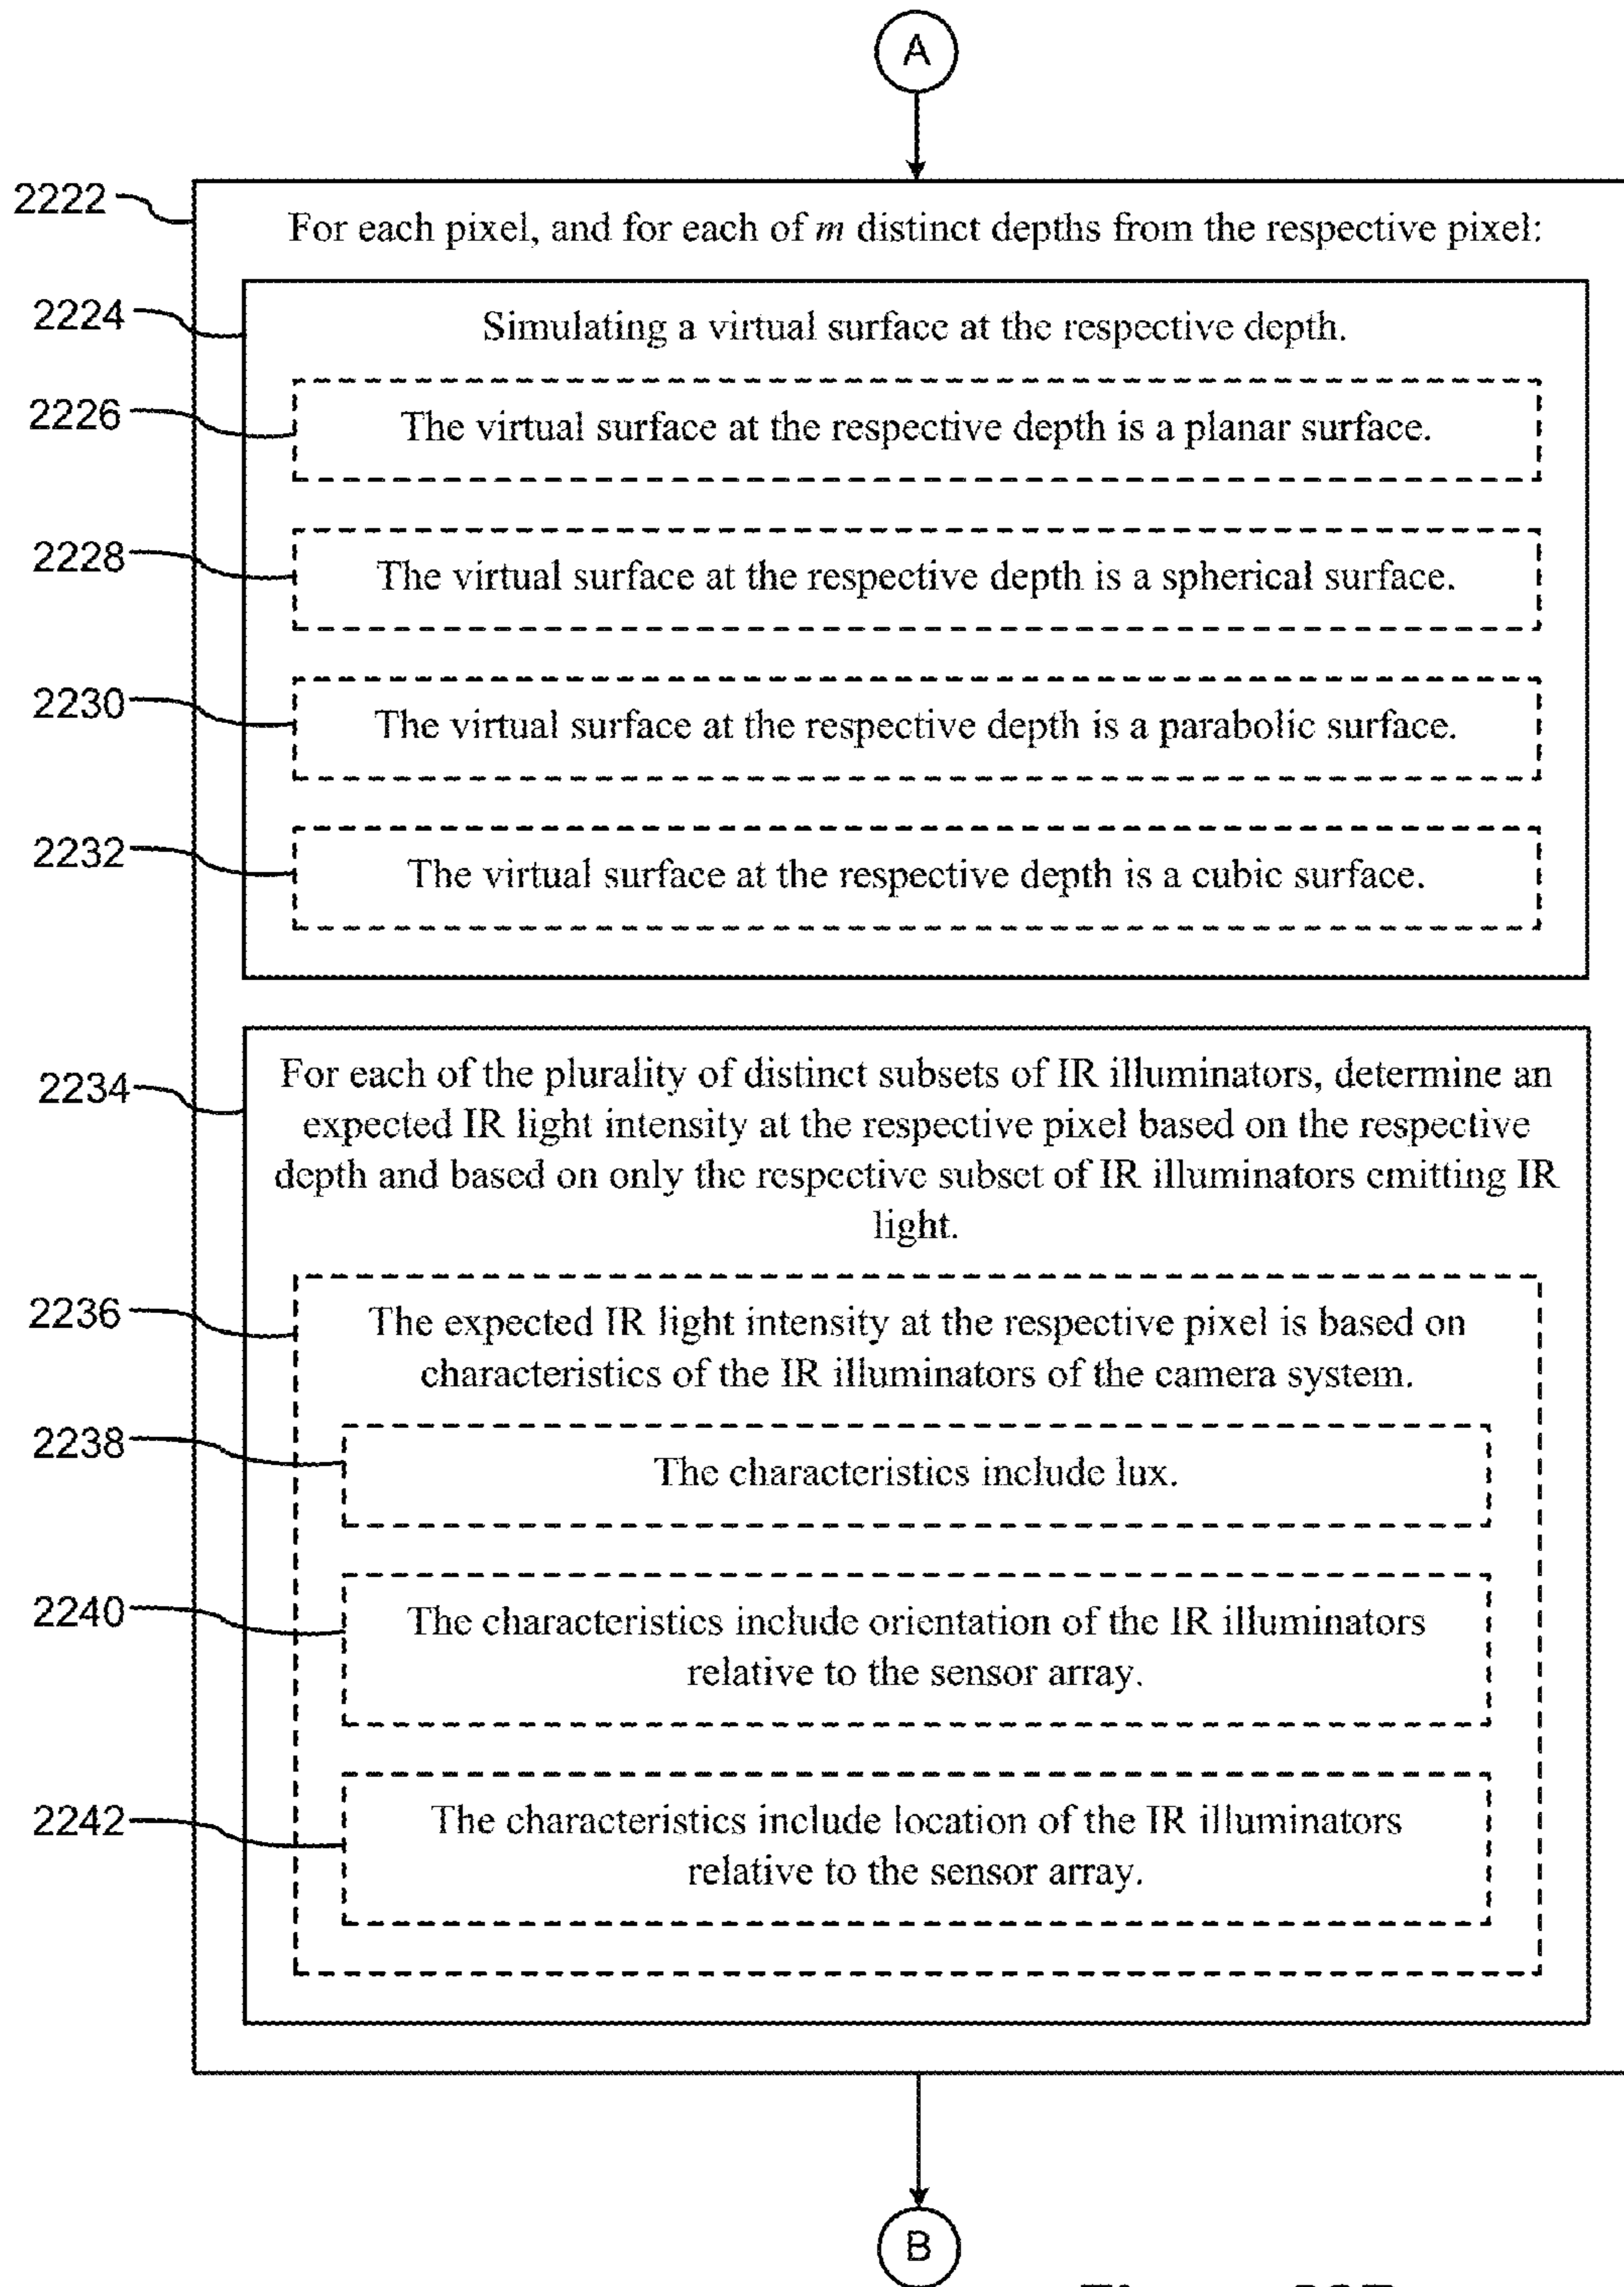 A
2222
For each pixel, and for each of m distinct depths from the respective pixel:
2224
Simulating a virtual surface at the respective depth.
2226
The virtual surface at the respective depth is a planar surface.
2228
The virtual surface at the respective depth is a spherical surface.
2230
The virtual surface at the respective depth is a parabolic surface.
2232
The virtual surface at the respective depth is a cubic surface.
2234
For each of the plurality of distinct subsets of IR illuminators, determine an
expected IR light intensity at the respective pixel based on the respective
depth and based on only the respective subset of IR illuminators emitting IR
light.
2236
The expected IR light intensity at the respective pixel is based on
characteristics of the IR illuminators of the camera system.
2238
The characteristics include lux.
2240
The characteristics include orientation of the IR illuminators
relative to the sensor array.
2242
The characteristics include location of the IR illuminators
relative to the sensor array.
B